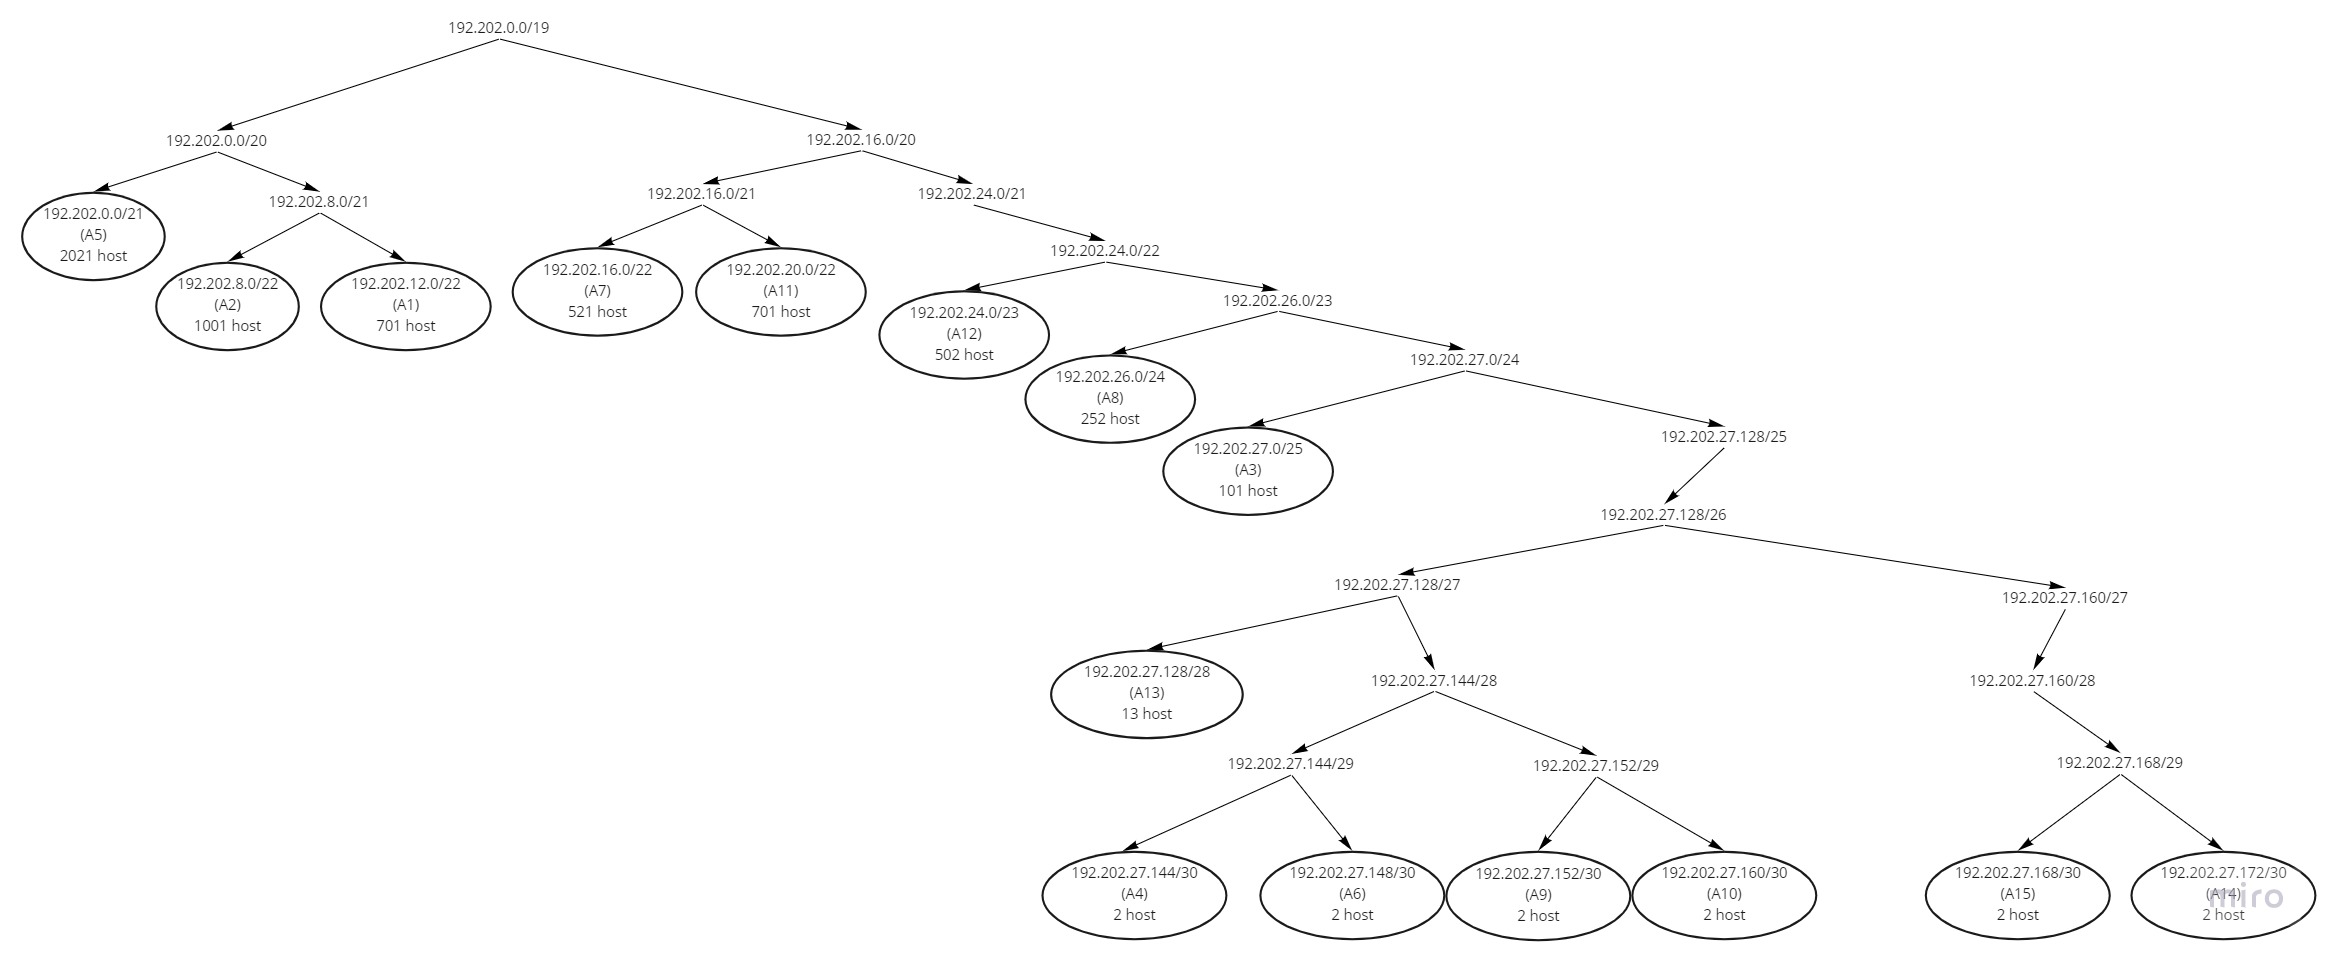 192.202.0.0/19
192.202.0.0/20
192.202.16.0/20
192.202.0.0/21
(A5)
2021 host
192.202.8.0/21
192.202.16.0/21
192.202.24.0/21
192.202.8.0/22
(A2)
1001 host
192.202.12.0/22
(A1)
701 host
192.202.16.0/22
(A7)
521 host
192.202.20.0/22
(A11)
701 host
192.202.24.0/22
192.202.24.0/23
(A12)
502 host
192.202.26.0/23
192.202.26.0/24
(A8)
252 host
192.202.27.0/24
192.202.27.0/25
(A3)
101 host
192.202.27.128/25
192.202.27.128/26
192.202.27.128/27
192.202.27.160/27
192.202.27.128/28
(A13)
13 host
192.202.27.144/28
192.202.27.160/28
192.202.27.144/29
192.202.27.152/29
192.202.27.168/29
192.202.27.144/30
(A4)
2 host
192.202.27.148/30
(A6)
2 host
192.202.27.152/30
(A9)
2 host
192.202.27.160/30
(A10)
2 host
192.202.27.168/30
(A15)
2 host
192.202.27.172/30
(A14)
2 host
miro